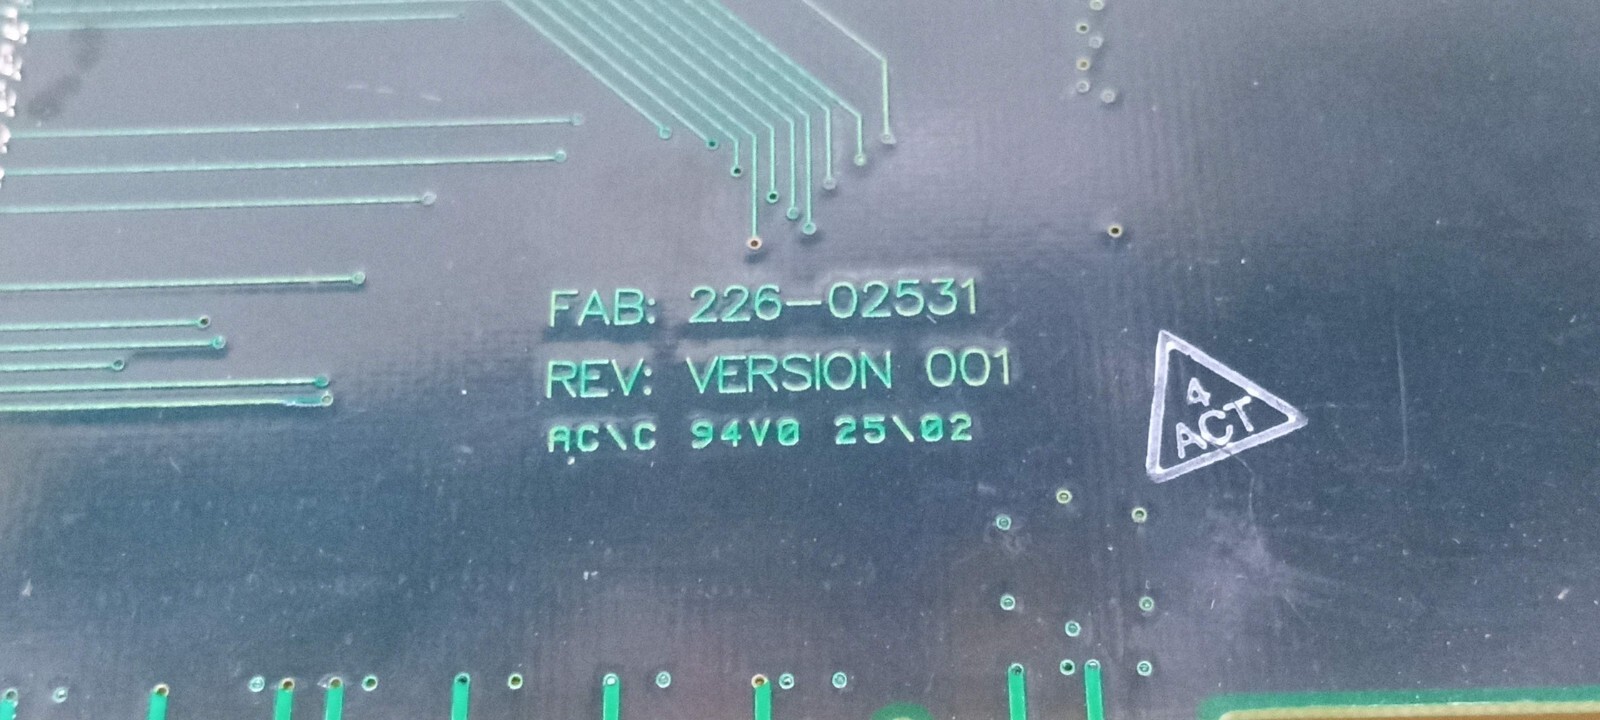 FAB: 226-02531
REV: VERSION 001
AC\C 94V0 25\02
4
ACT